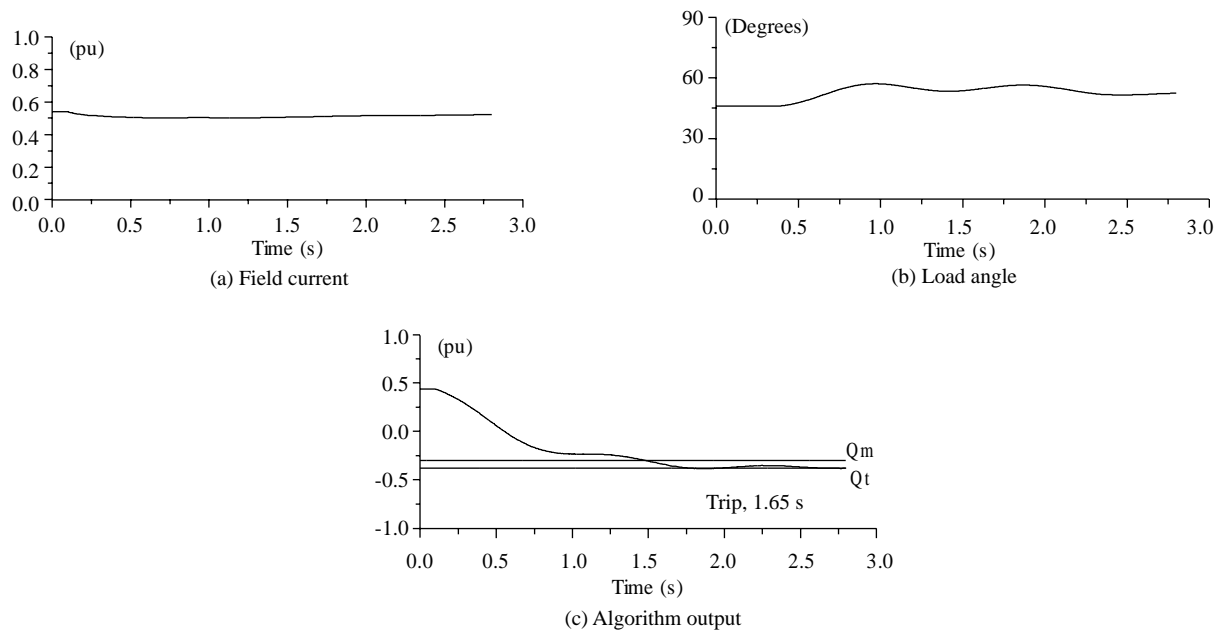 (pu)
1.0
0.8
0.6
0.4
0.2
0.0
0.0 0.5 1.0 1.5 2.0 2.5 3.0
Time (s)
(a) Field current
(Degrees)
90
60
30
0
0.0 0.5 1.0 1.5 2.0 2.5 3.0
Time (s)
(b) Load angle
(pu)
1.0
0.5
0.0
-0.5
-1.0
Qm
Qt
Trip, 1.65 s
0.0 0.5 1.0 1.5 2.0 2.5 3.0
Time (s)
(c) Algorithm output